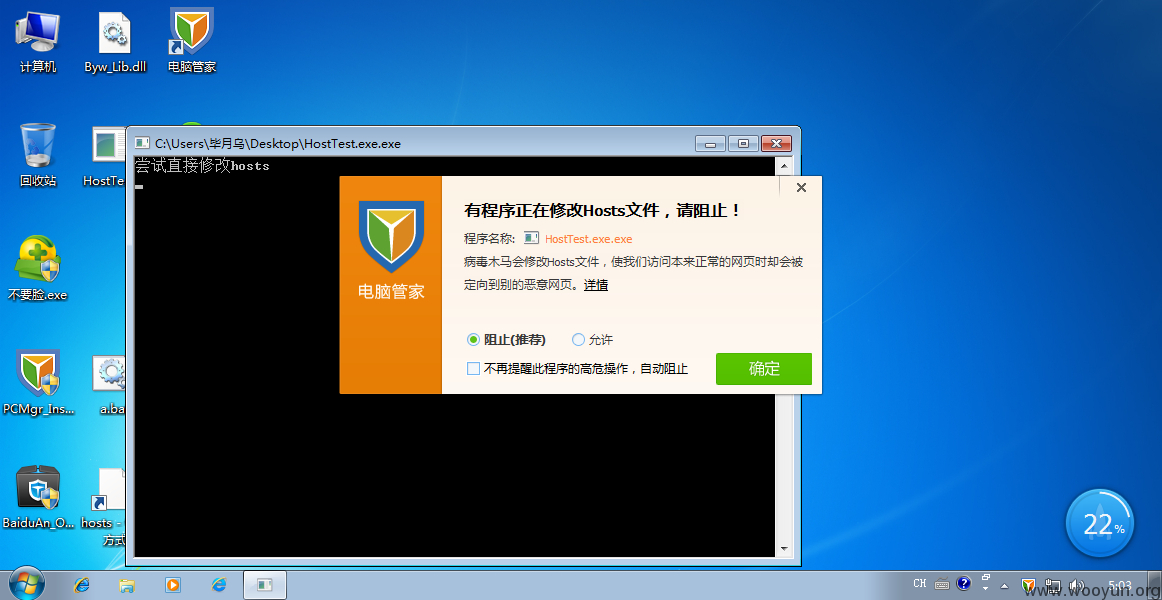 计算机
Byw_Lib.dll
电脑管家
回收站
HostTe
不要脸.exe
PCMgr_Ins...
a.ba
BaiduAn_O...
hosts -
方式
C:\Users\毕月乌\Desktop\HostTest.exe.exe
尝试直接修改hosts
电脑管家
有程序正在修改Hosts文件，请阻止！
程序名称: HostTest.exe.exe
病毒木马会修改Hosts文件，使我们访问本来正常的网页时却会被
定向到别的恶意网页。详情
阻止(推荐) 允许
不再提醒此程序的高危操作，自动阻止
确定
22%
CH
5:03
www.wooyun.org